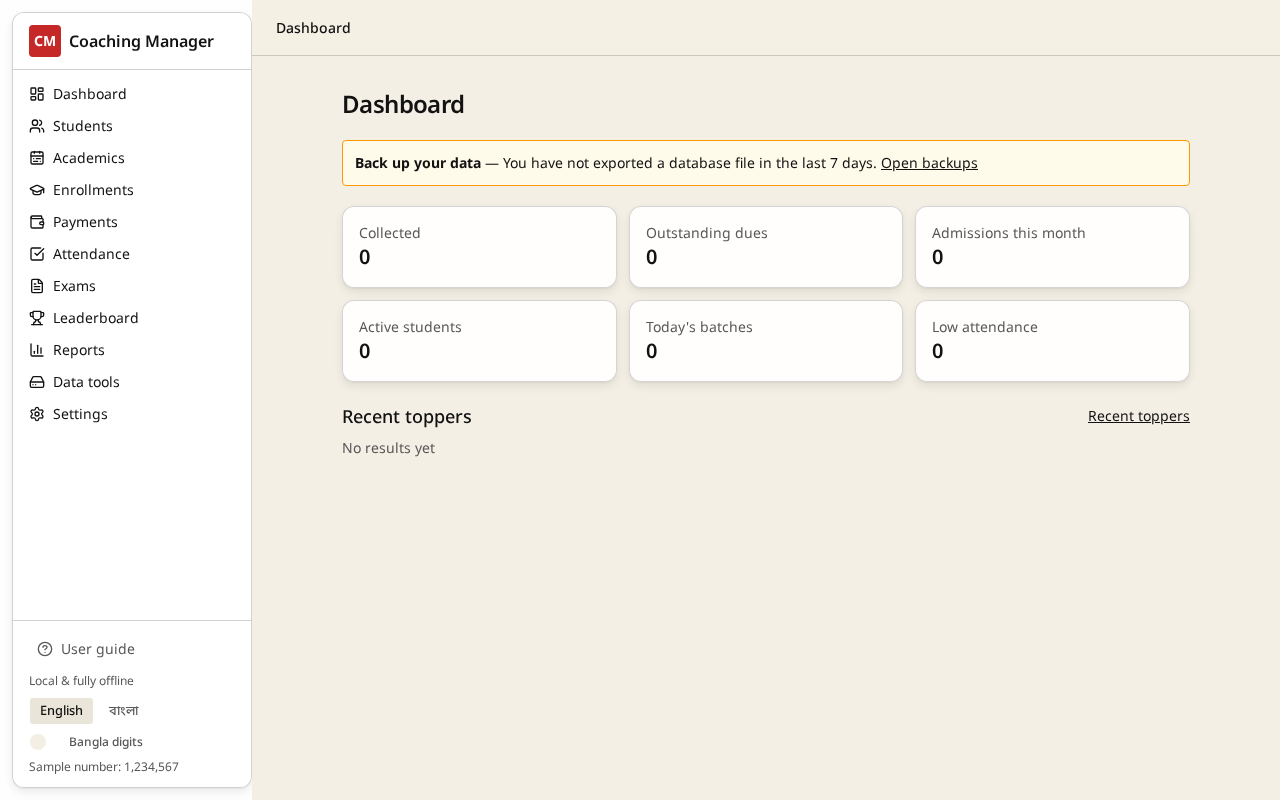 CM Coaching Manager
Dashboard
Students
Academics
Enrollments
Payments
Attendance
Exams
Leaderboard
Reports
Data tools
Settings
User guide
Local & fully offline
English বাংলা
Bangla digits
Sample number: 1,234,567
Dashboard
Dashboard
Back up your data — You have not exported a database file in the last 7 days. Open backups
Collected
0
Outstanding dues
0
Admissions this month
0
Active students
0
Today's batches
0
Low attendance
0
Recent toppers
Recent toppers
No results yet